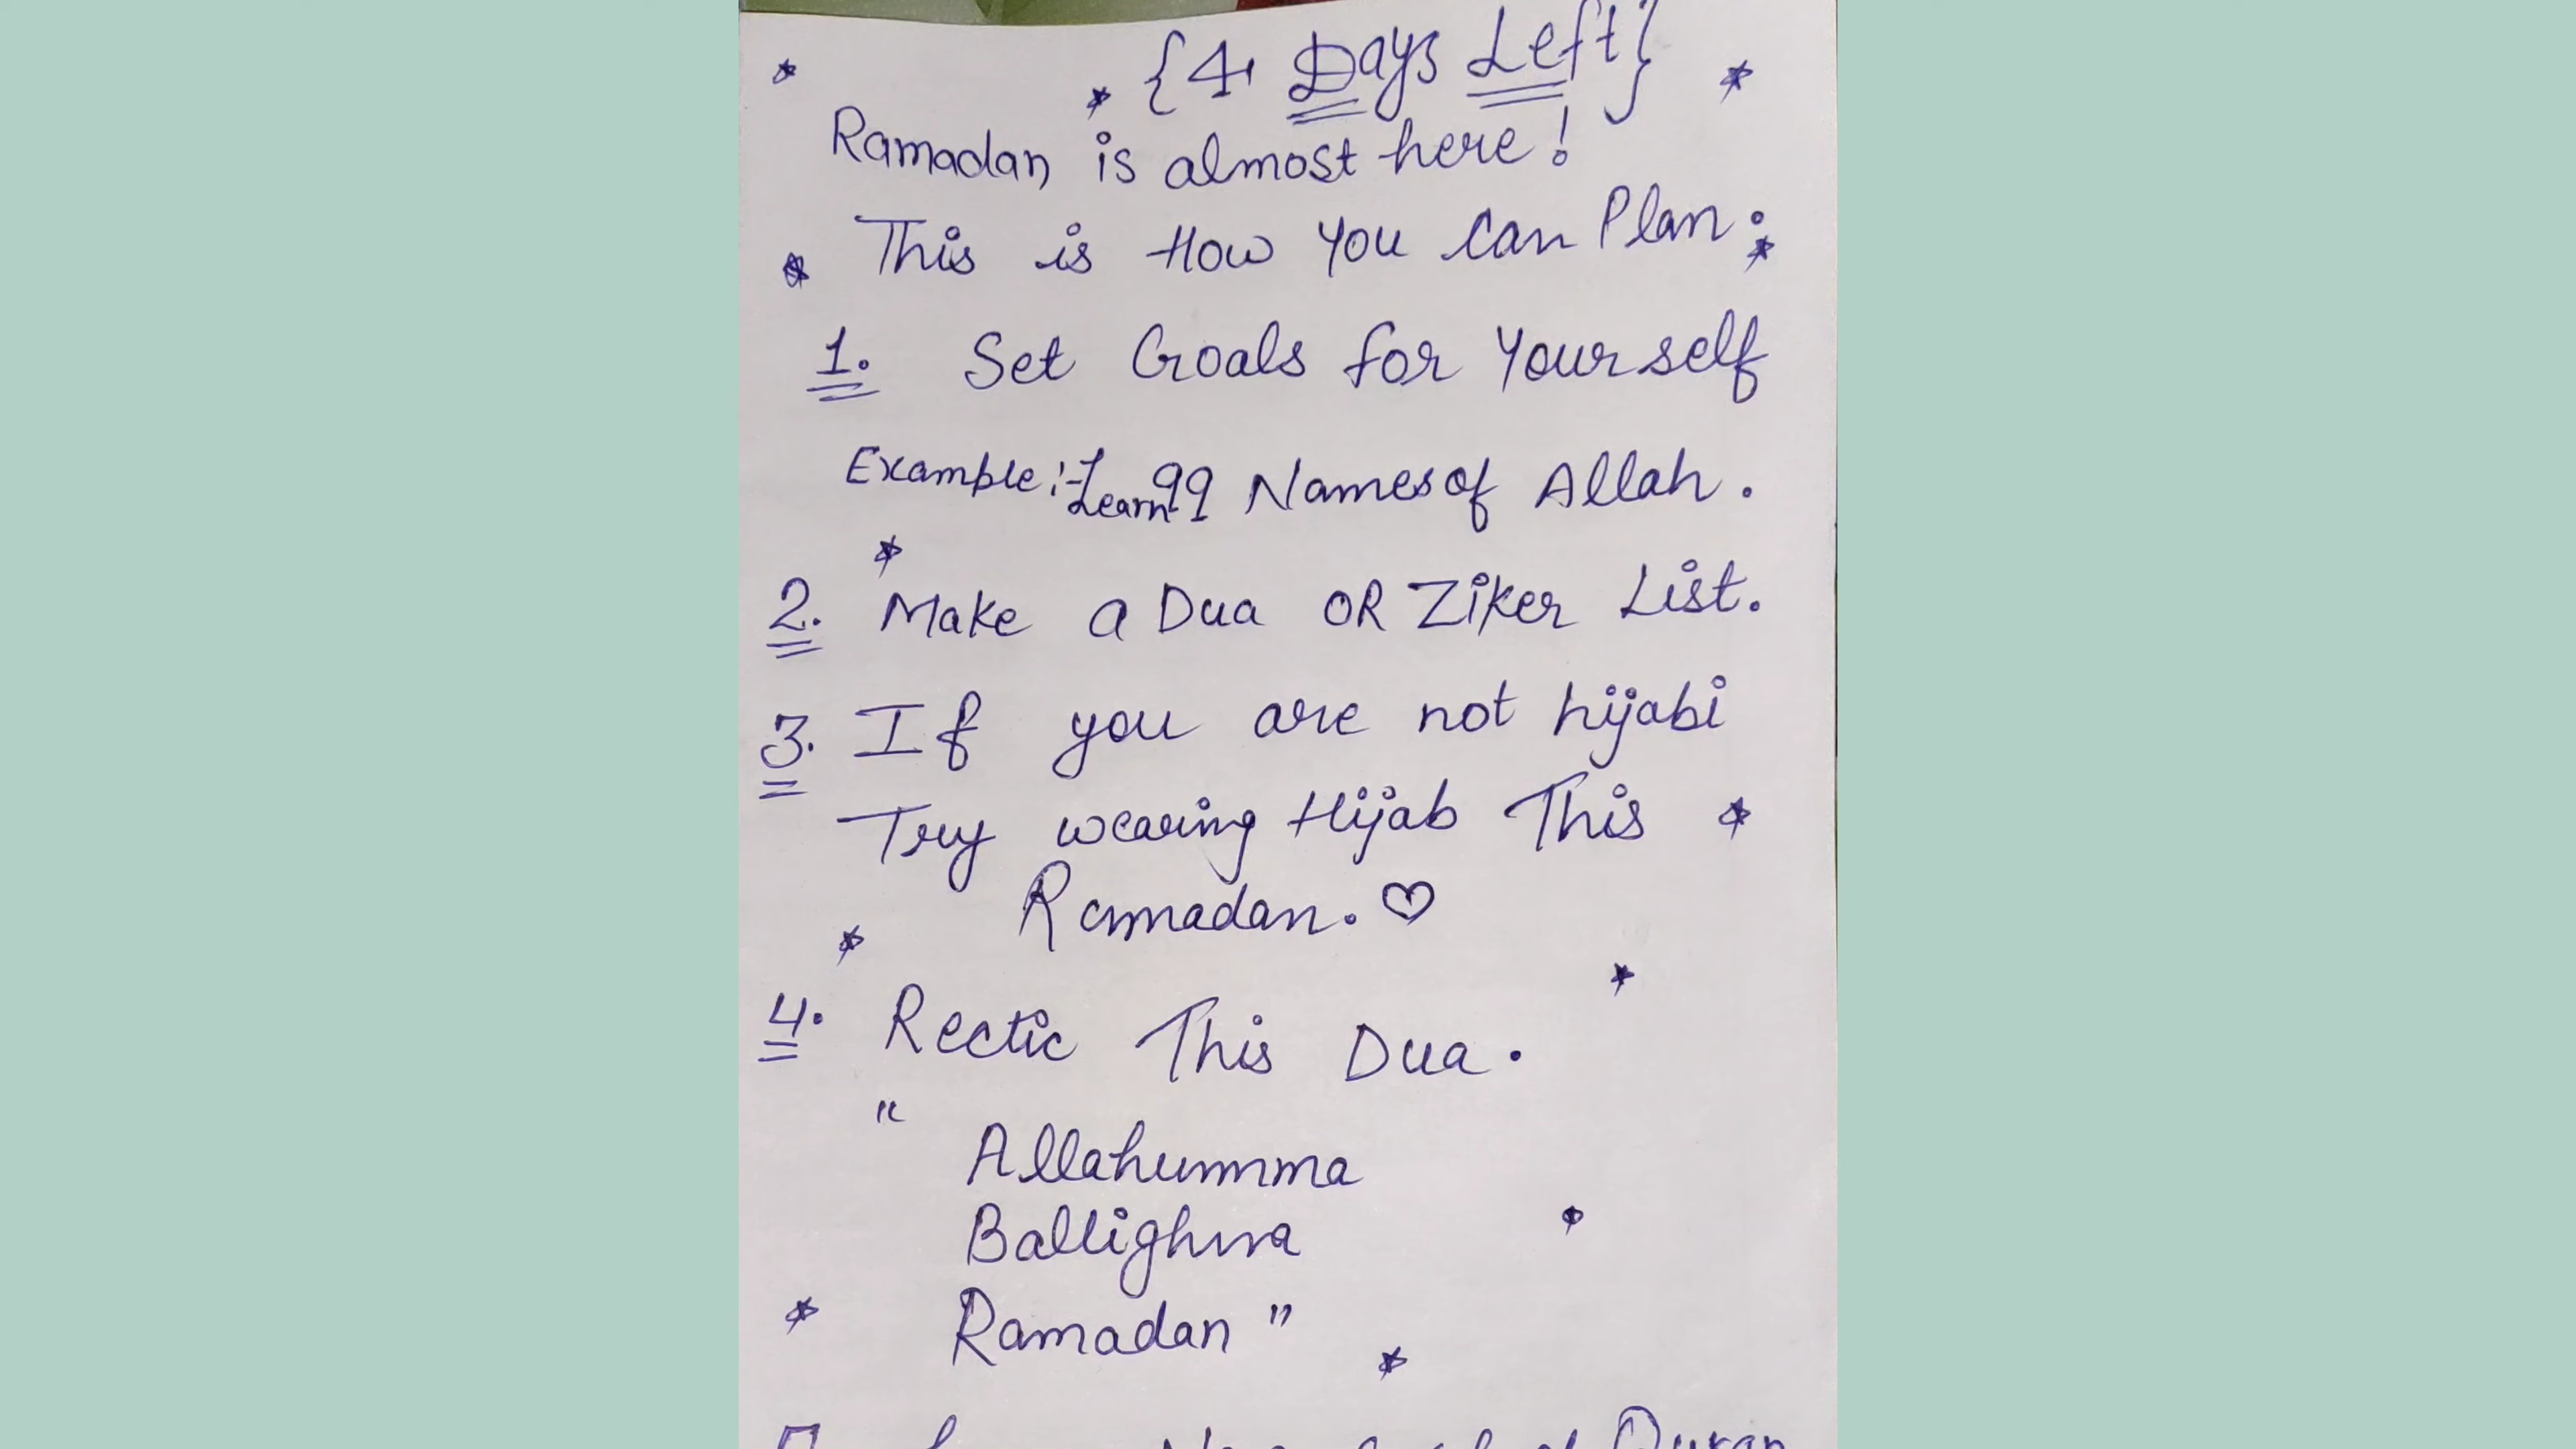 {4 Days Left}
Ramadan is almost here!
This is How You Can Plan:
1. Set Goals for Yourself
Examble:- Learn 99 Names of Allah.
2. Make a Dua OR Ziker List.
3. If you are not hijabi
Try wearing Hijab This
Ramadan. ♡
4. Rectic This Dua.
"
Allahumma
Ballighna
Ramadan"
Quran